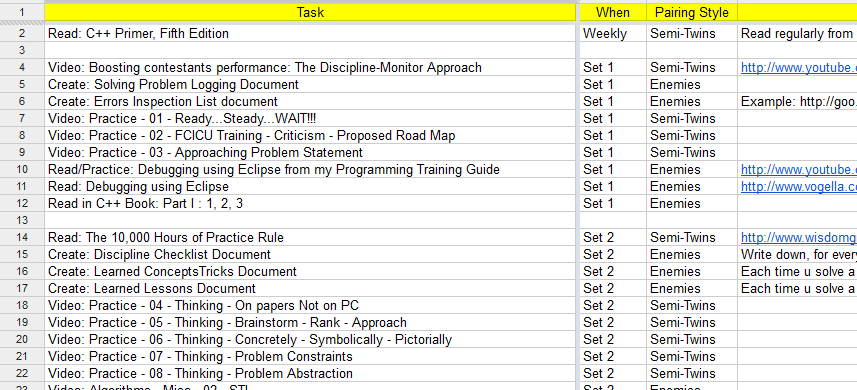 1 Task When Pairing Style
2 Read: C++ Primer, Fifth Edition Weekly Semi-Twins Read regularly from
3
4 Video: Boosting contestants performance: The Discipline-Monitor Approach Set 1 Semi-Twins http://www.youtube.
5 Create: Solving Problem Logging Document Set 1 Enemies
6 Create: Errors Inspection List document Set 1 Enemies Example: http://goo.
7 Video: Practice - 01 - Ready...Steady...WAIT!!! Set 1 Semi-Twins
8 Video: Practice - 02 - FCICU Training - Criticism - Proposed Road Map Set 1 Semi-Twins
9 Video: Practice - 03 - Approaching Problem Statement Set 1 Semi-Twins
10 Read/Practice: Debugging using Eclipse from my Programming Training Guide Set 1 Enemies http://www.youtube.
11 Read: Debugging using Eclipse Set 1 Enemies http://www.vogella.c
12 Read in C++ Book: Part I : 1, 2, 3 Set 1 Enemies
13
14 Read: The 10,000 Hours of Practice Rule Set 2 Semi-Twins http://www.wisdomg
15 Create: Discipline Checklist Document Set 2 Enemies Write down, for ever
16 Create: Learned ConceptsTricks Document Set 2 Enemies Each time u solve a
17 Create: Learned Lessons Document Set 2 Enemies Each time u solve a
18 Video: Practice - 04 - Thinking - On papers Not on PC Set 2 Semi-Twins
19 Video: Practice - 05 - Thinking - Brainstorm - Rank - Approach Set 2 Semi-Twins
20 Video: Practice - 06 - Thinking - Concretely - Symbolically - Pictorially Set 2 Semi-Twins
21 Video: Practice - 07 - Thinking - Problem Constraints Set 2 Semi-Twins
22 Video: Practice - 08 - Thinking - Problem Abstraction Set 2 Semi-Twins
23 Video: Algorithms - Misc - 02 - STL Set 2 Enemies